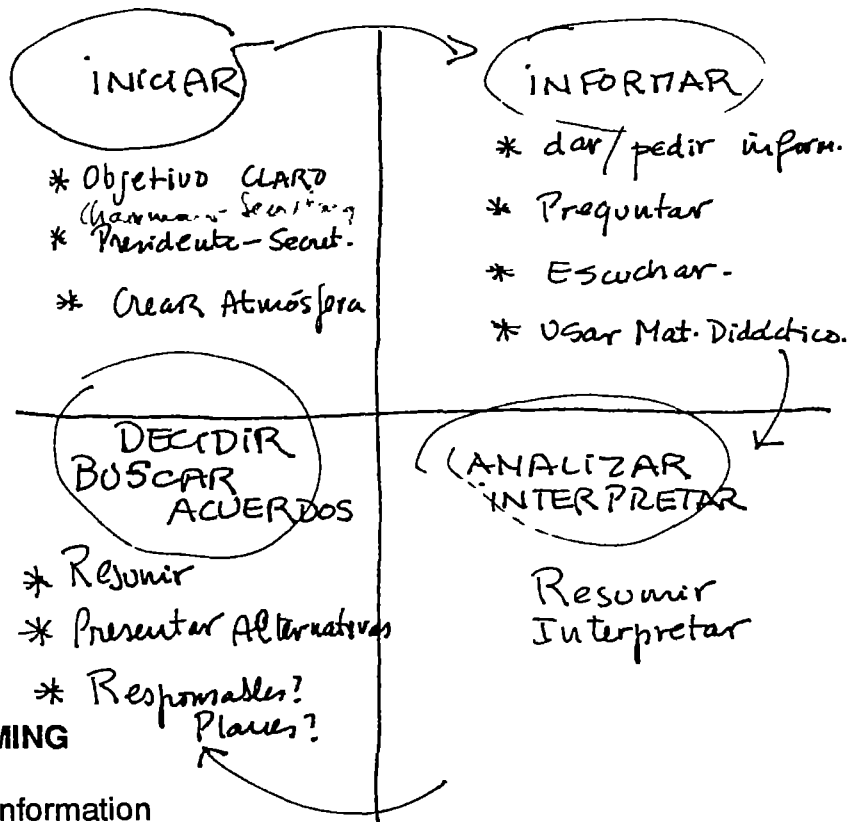 INICIAR
* Objetivo CLARO
Chairman -
* Presidente - Secret.
* Crear Atmósfera
INFORMAR
* dar/pedir inform.
* Preguntar
* Escuchar -
* Usar Mat. Didáctico.
DECIDIR
BUSCAR
ACUERDOS
* Resumir
* Presentar Alternativas
* Responsables?
Planes?
ANALIZAR
INTERPRETAR
Resumir
Interpretar
MING
nformation